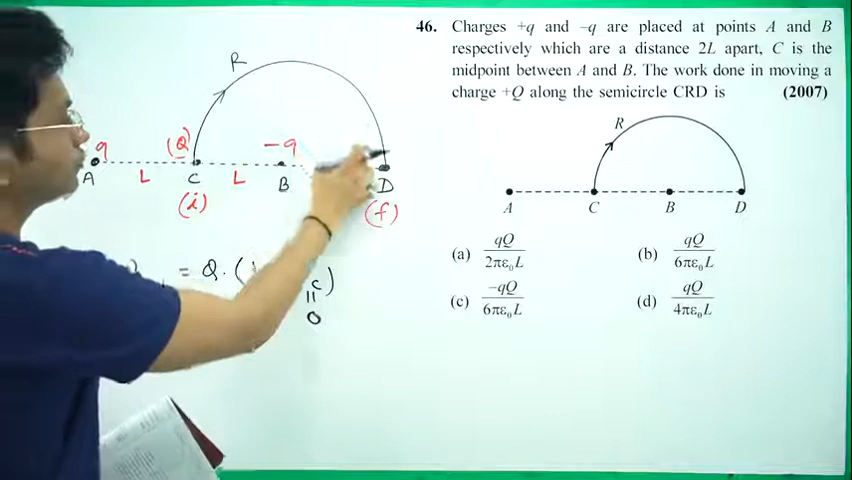 R
q
(Q)
-q
A
L
C
L
B
D
(i)
(f)
= Q. (
C
)
||
0
46. Charges +q and –q are placed at points A and B
respectively which are a distance 2L apart, C is the
midpoint between A and B. The work done in moving a
charge +Q along the semicircle CRD is (2007)
R
A C B D
(a) qQ/2πε₀L (b) qQ/6πε₀L
(c) –qQ/6πε₀L (d) qQ/4πε₀L